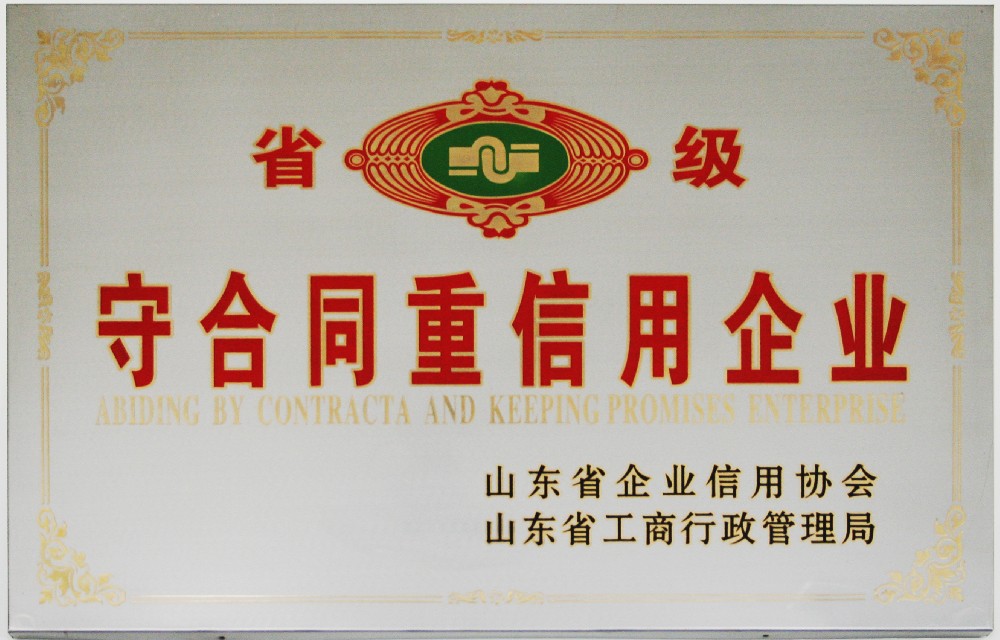 省 级
守合同重信用企业
ABIDING BY CONTRACTA AND KEEPING PROMISES ENTERPRISE
山东省企业信用协会
山东省工商行政管理局